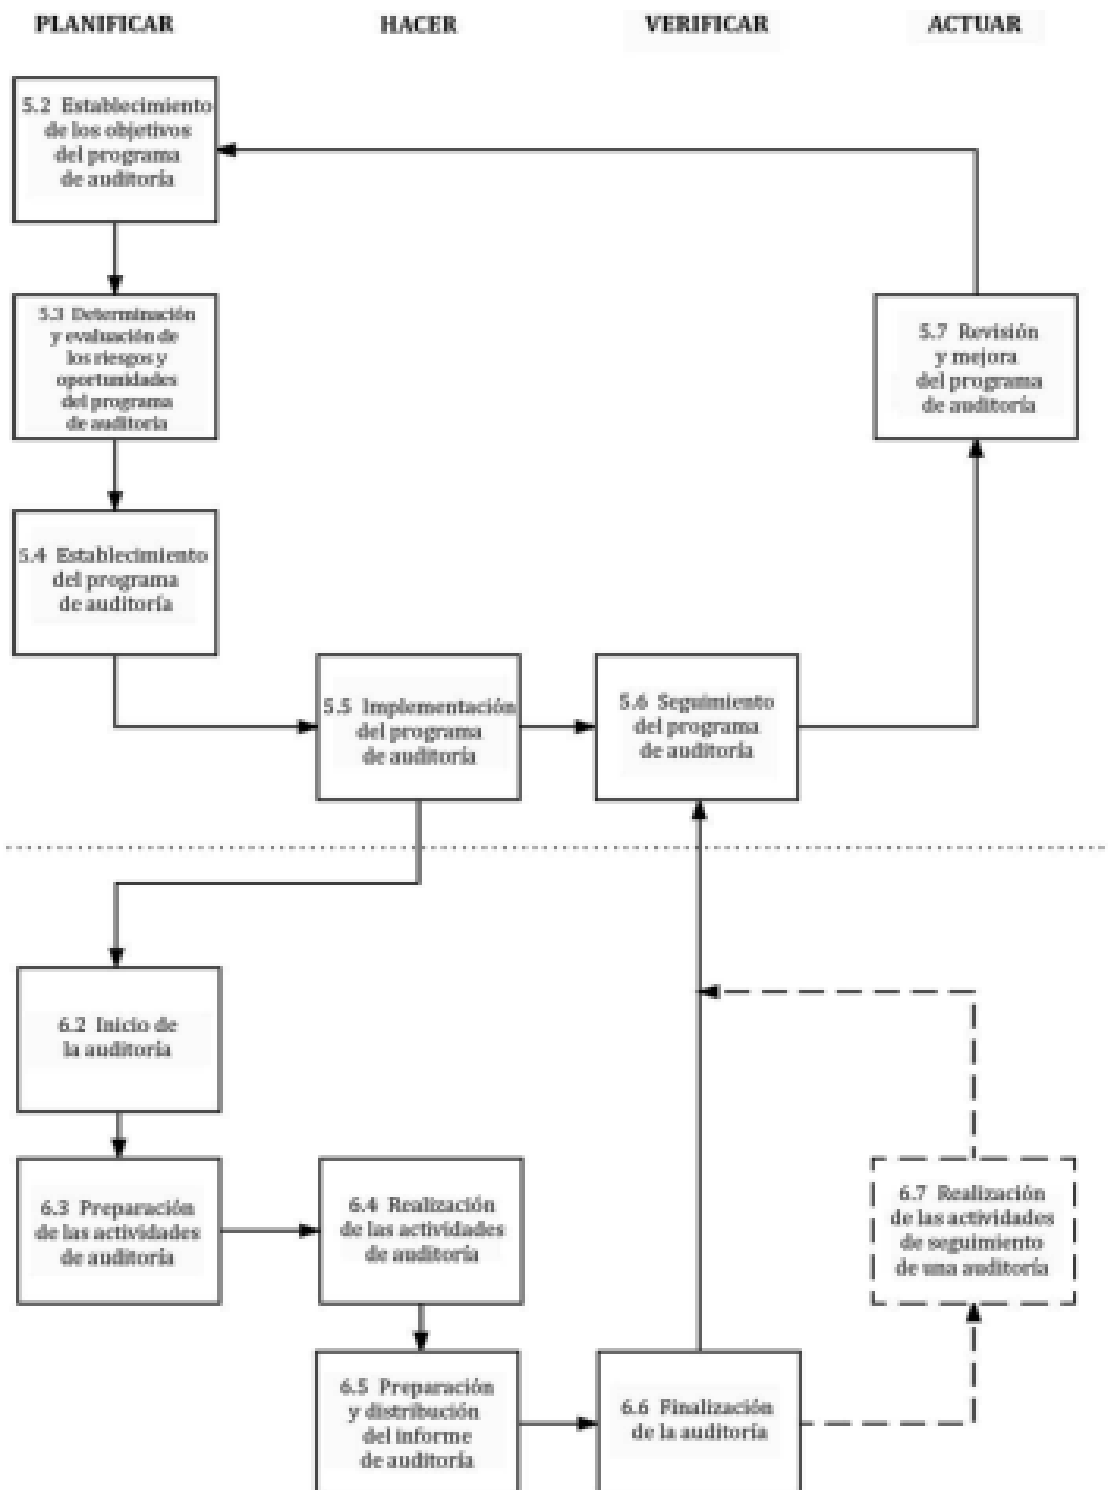 PLANIFICAR
HACER
VERIFICAR
ACTUAR
5.2 Establecimiento
de los objetivos
del programa
de auditoría
5.3 Determinación
y evaluación de
los riesgos y
oportunidades
del programa
de auditoría
5.7 Revisión
y mejora
del programa
de auditoría
5.4 Establecimiento
del programa
de auditoría
5.5 Implementación
del programa
de auditoría
5.6 Seguimiento
del programa
de auditoría
6.2 Inicio de
la auditoría
6.3 Preparación
de las actividades
de auditoría
6.4 Realización
de las actividades
de auditoría
6.7 Realización
de las actividades
de seguimiento
de una auditoría
6.5 Preparación
y distribución
del informe
de auditoría
6.6 Finalización
de la auditoría